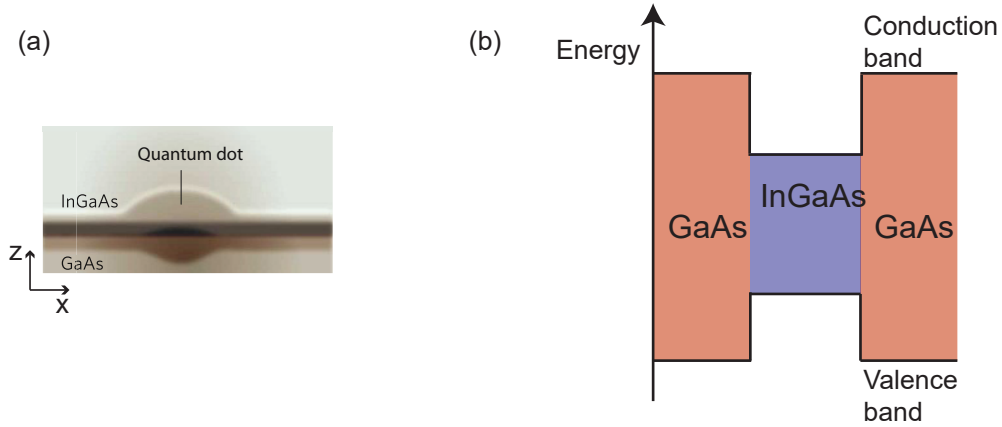 (a)
Quantum dot
InGaAs
GaAs
z
x
(b)
Energy
Conduction
band
InGaAs
GaAs
GaAs
Valence
band